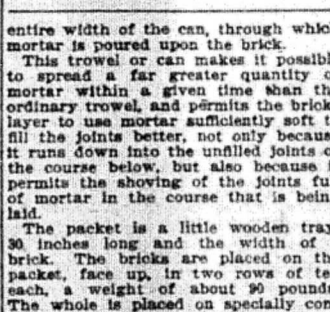 entire width of the can, through whic
mortar is poured upon the brick.
This trowel or can makes it possibl
to spread a far greater quantity o
mortar within a given time than th
ordinary trowel, and permits the brick
layer to use mortar sufficiently soft t
fill the joints better, not only becaus
it runs down into the unfilled joints o
the course below, but also because i
permits the shoving of the joints fu
of mortar in the course that is bein
laid.
The packet is a little wooden tray
30 inches long and the width of
brick. The bricks are placed on th
packet, face up, in two rows of te
each, a weight of about 90 pound
The whole is placed on specially con